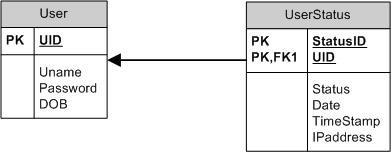 User
PK UID
Uname
Password
DOB
UserStatus
PK StatusID
PK,FK1 UID
Status
Date
TimeStamp
IPaddress